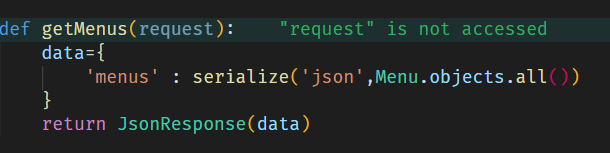 def getMenus(request):    "request" is not accessed
    data={
        'menus' : serialize('json',Menu.objects.all())
    }
    return JsonResponse(data)